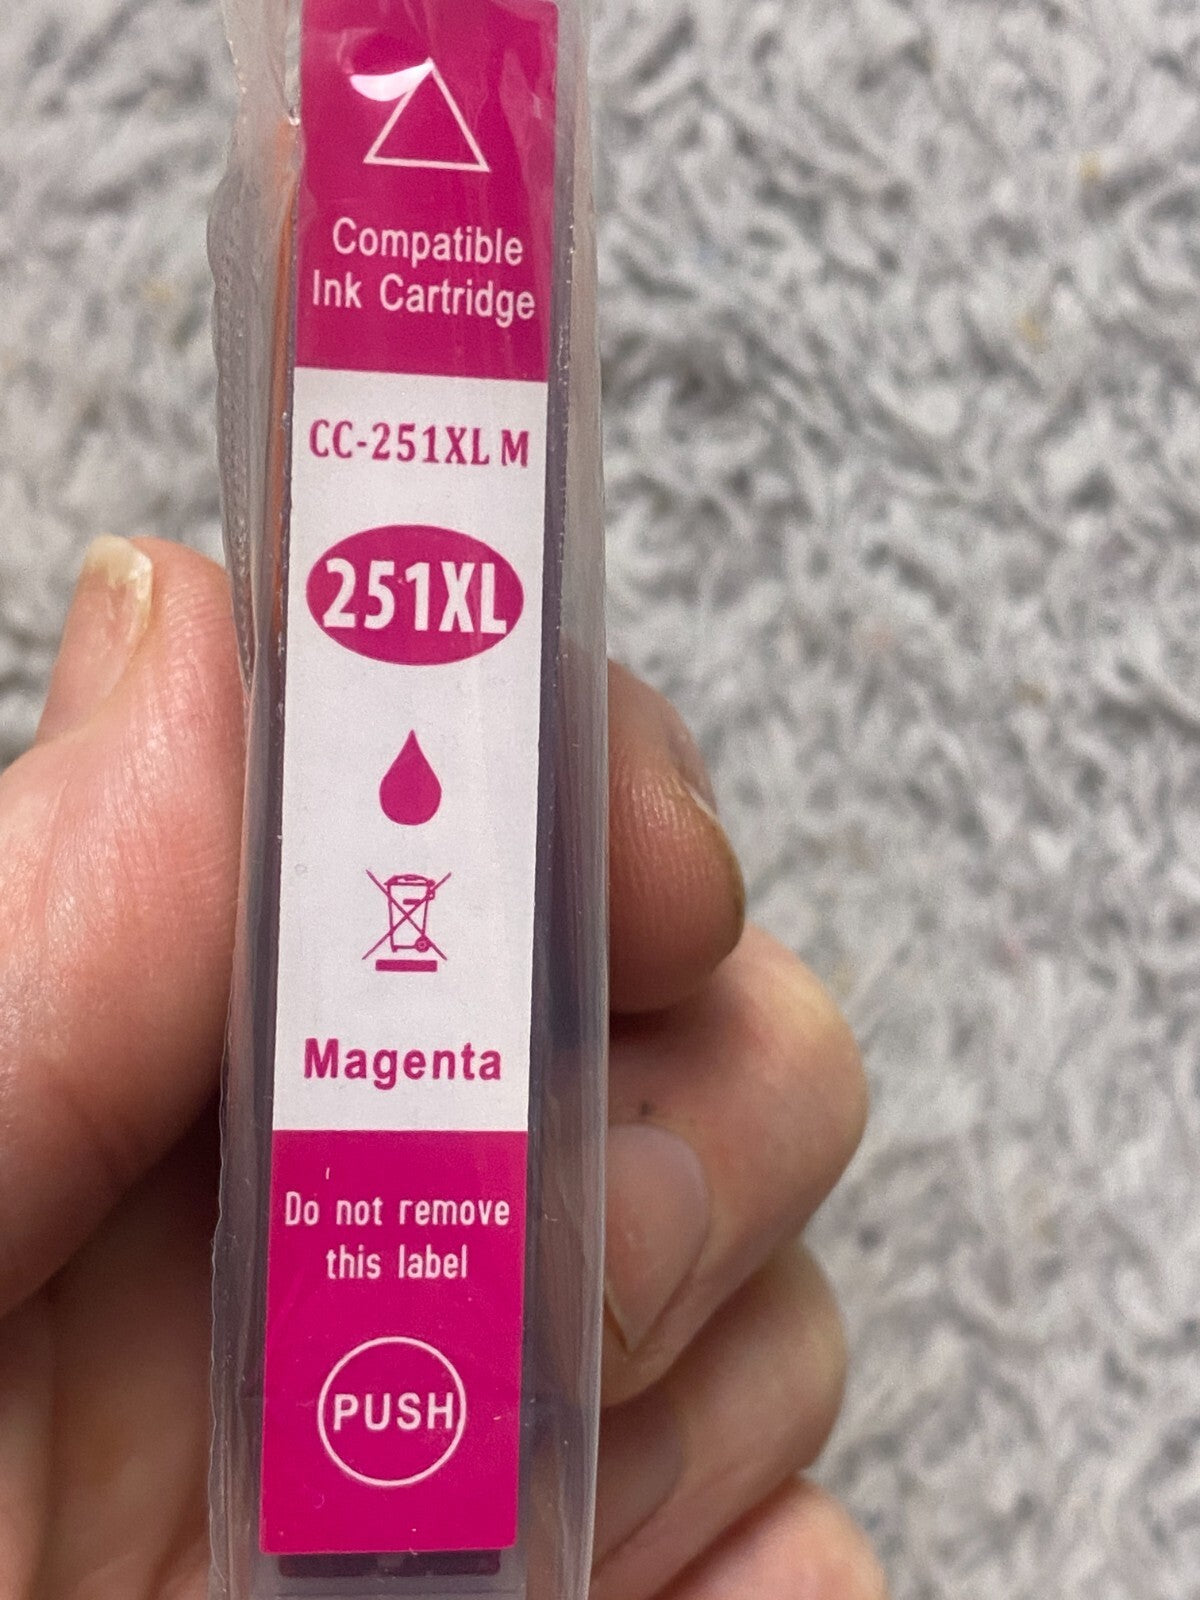 Compatible
Ink Cartridge
CC-251XL M
251XL
Magenta
Do not remove
this label
PUSH